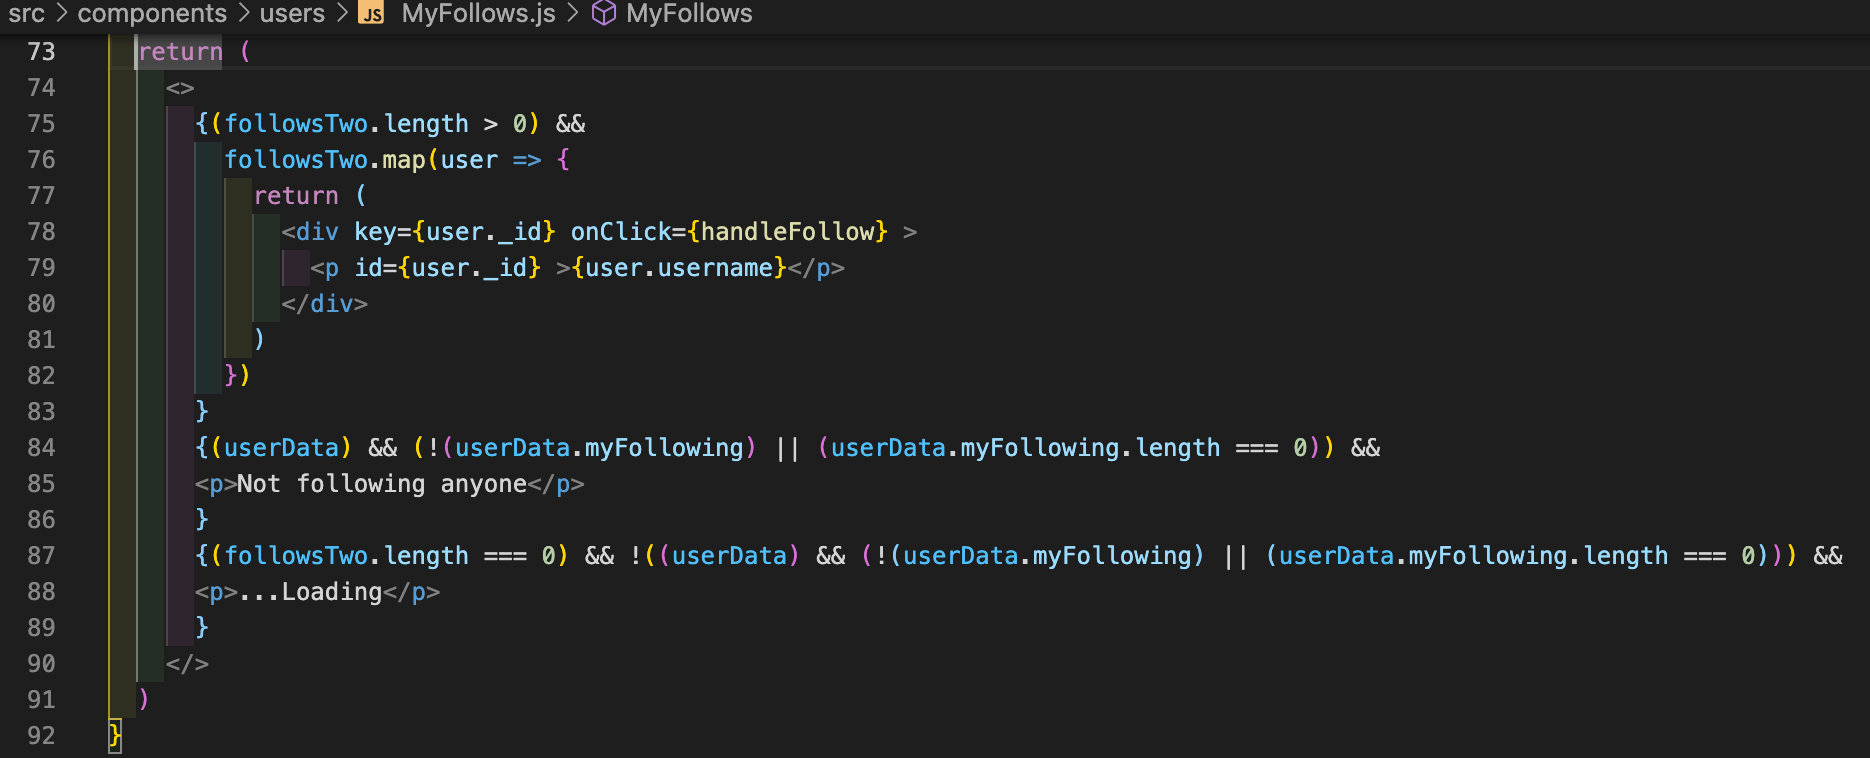 src > components > users > JS MyFollows.js > MyFollows
73 return (
74 <>
75 {(followsTwo.length > 0) &&
76 followsTwo.map(user => {
77 return (
78 <div key={user._id} onClick={handleFollow} >
79 <p id={user._id} >{user.username}</p>
80 </div>
81 )
82 })
83 }
84 {(userData) && (!(userData.myFollowing) || (userData.myFollowing.length === 0)) &&
85 <p>Not following anyone</p>
86 }
87 {(followsTwo.length === 0) && !((userData) && (!(userData.myFollowing) || (userData.myFollowing.length === 0))) &&
88 <p>...Loading</p>
89 }
90 </>
91 )
92 }